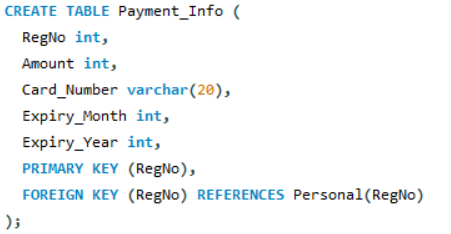 CREATE TABLE Payment_Info (
  RegNo int,
  Amount int,
  Card_Number varchar(20),
  Expiry_Month int,
  Expiry_Year int,
  PRIMARY KEY (RegNo),
  FOREIGN KEY (RegNo) REFERENCES Personal(RegNo)
);